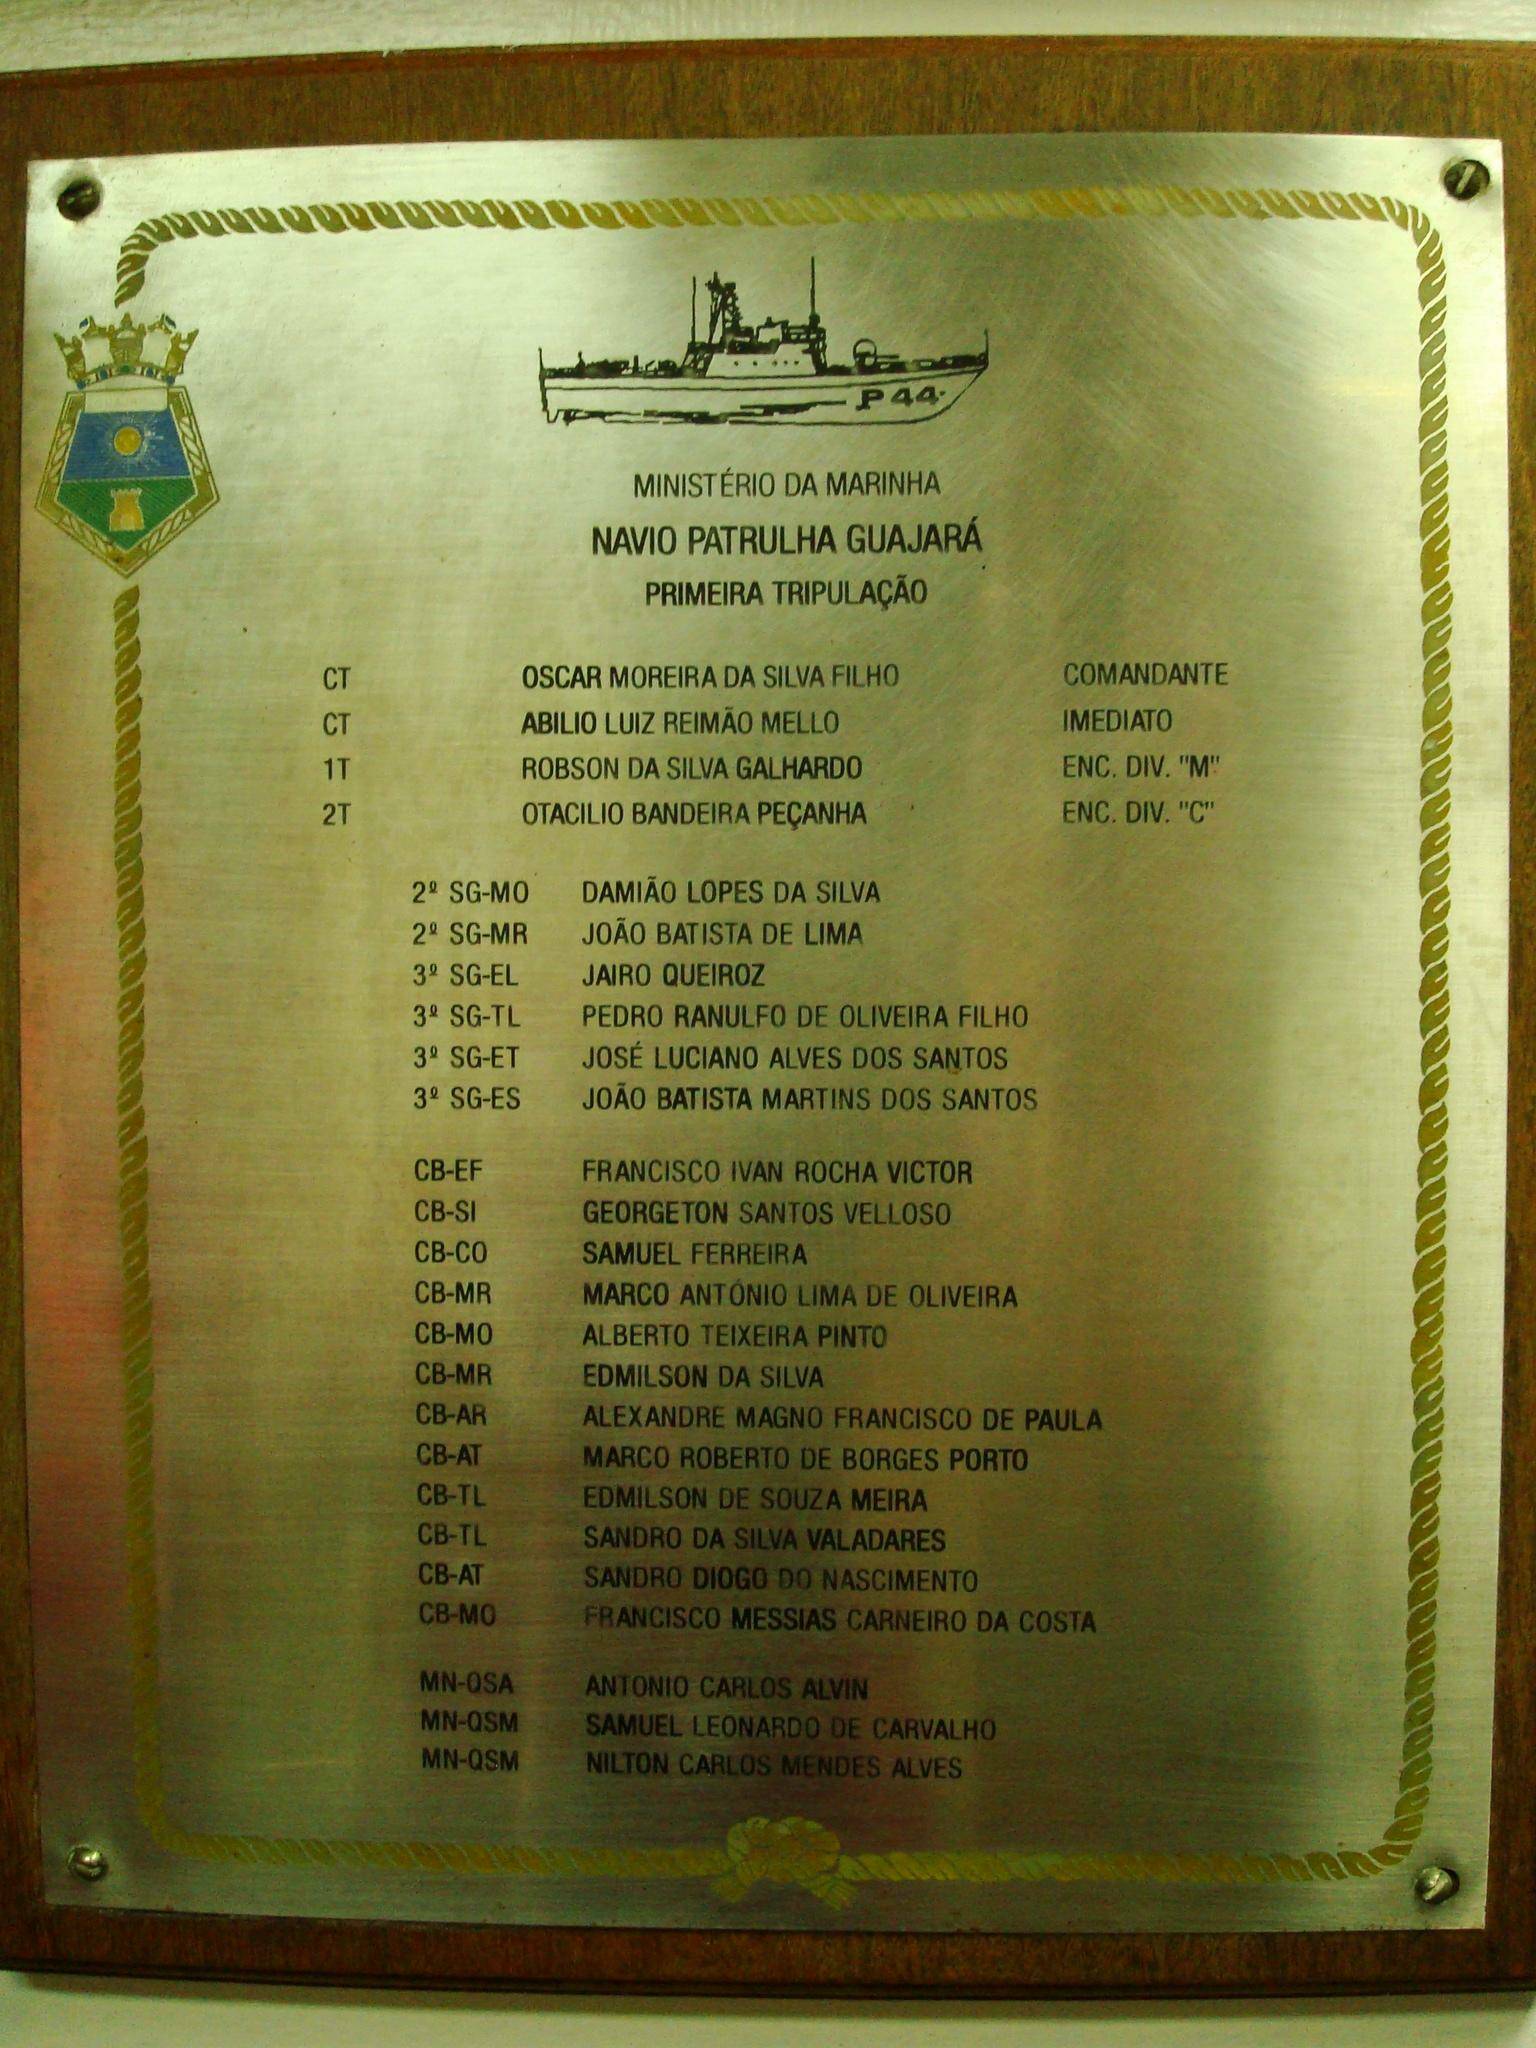 P 44
MINISTÉRIO DA MARINHA
NAVIO PATRULHA GUAJARÁ
PRIMEIRA TRIPULAÇÃO
CT OSCAR MOREIRA DA SILVA FILHO COMANDANTE
CT ABILIO LUIZ REIMÃO MELLO IMEDIATO
1T ROBSON DA SILVA GALHARDO ENC. DIV. "M"
2T OTACILIO BANDEIRA PEÇANHA ENC. DIV. "C"
2º SG-MO DAMIÃO LOPES DA SILVA
2º SG-MR JOÃO BATISTA DE LIMA
3º SG-EL JAIRO QUEIROZ
3º SG-TL PEDRO RANULFO DE OLIVEIRA FILHO
3º SG-ET JOSÉ LUCIANO ALVES DOS SANTOS
3º SG-ES JOÃO BATISTA MARTINS DOS SANTOS
CB-EF FRANCISCO IVAN ROCHA VICTOR
CB-SI GEORGETON SANTOS VELLOSO
CB-CO SAMUEL FERREIRA
CB-MR MARCO ANTÓNIO LIMA DE OLIVEIRA
CB-MO ALBERTO TEIXEIRA PINTO
CB-MR EDMILSON DA SILVA
CB-AR ALEXANDRE MAGNO FRANCISCO DE PAULA
CB-AT MARCO ROBERTO DE BORGES PORTO
CB-TL EDMILSON DE SOUZA MEIRA
CB-TL SANDRO DA SILVA VALADARES
CB-AT SANDRO DIOGO DO NASCIMENTO
CB-MO FRANCISCO MESSIAS CARNEIRO DA COSTA
MN-QSA ANTONIO CARLOS ALVIN
MN-QSM SAMUEL LEONARDO DE CARVALHO
MN-QSM NILTON CARLOS MENDES ALVES